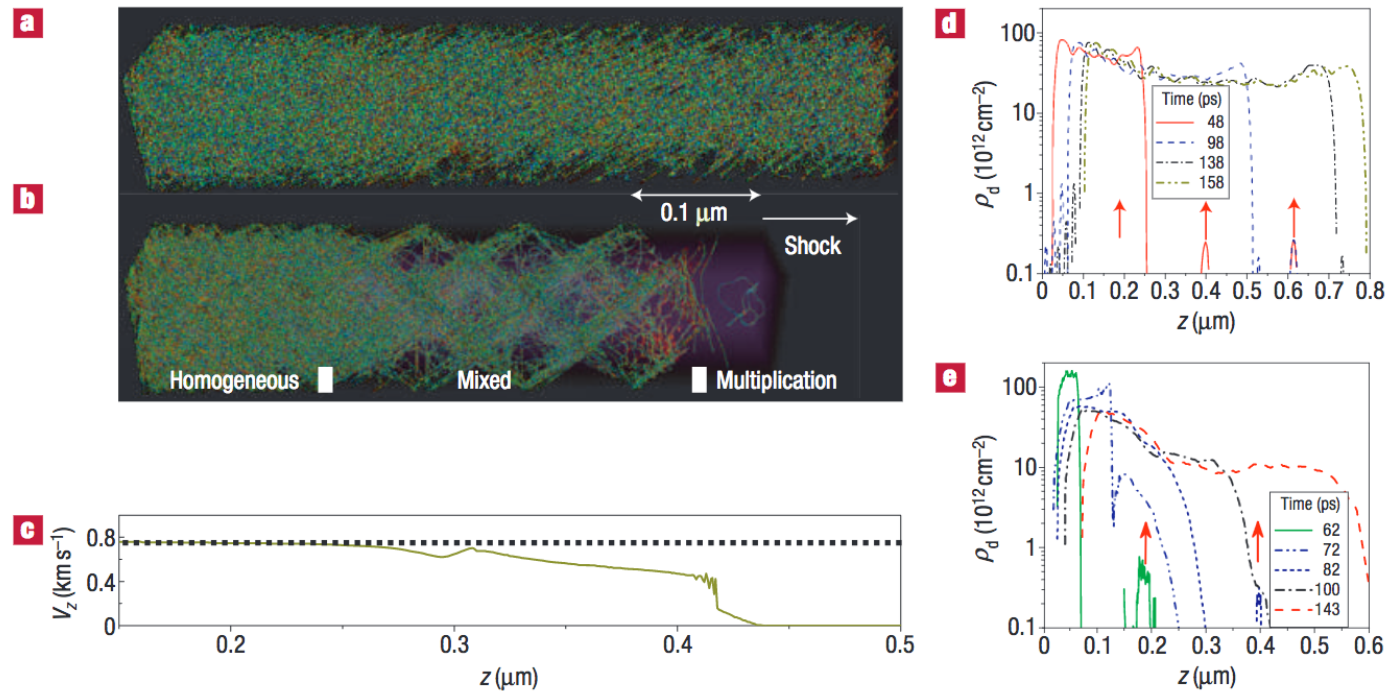 a
b
0.1 μm
Shock
Homogeneous
Mixed
Multiplication
c
V_z (km s⁻¹)
0.8
0.4
0
0.2
0.3
0.4
0.5
z (μm)
d
ρ_d (10¹² cm⁻²)
100
10
1
0.1
Time (ps)
48
98
138
158
0 0.1 0.2 0.3 0.4 0.5 0.6 0.7 0.8
z (μm)
e
ρ_d (10¹² cm⁻²)
100
10
1
0.1
Time (ps)
62
72
82
100
143
0 0.1 0.2 0.3 0.4 0.5 0.6
z (μm)